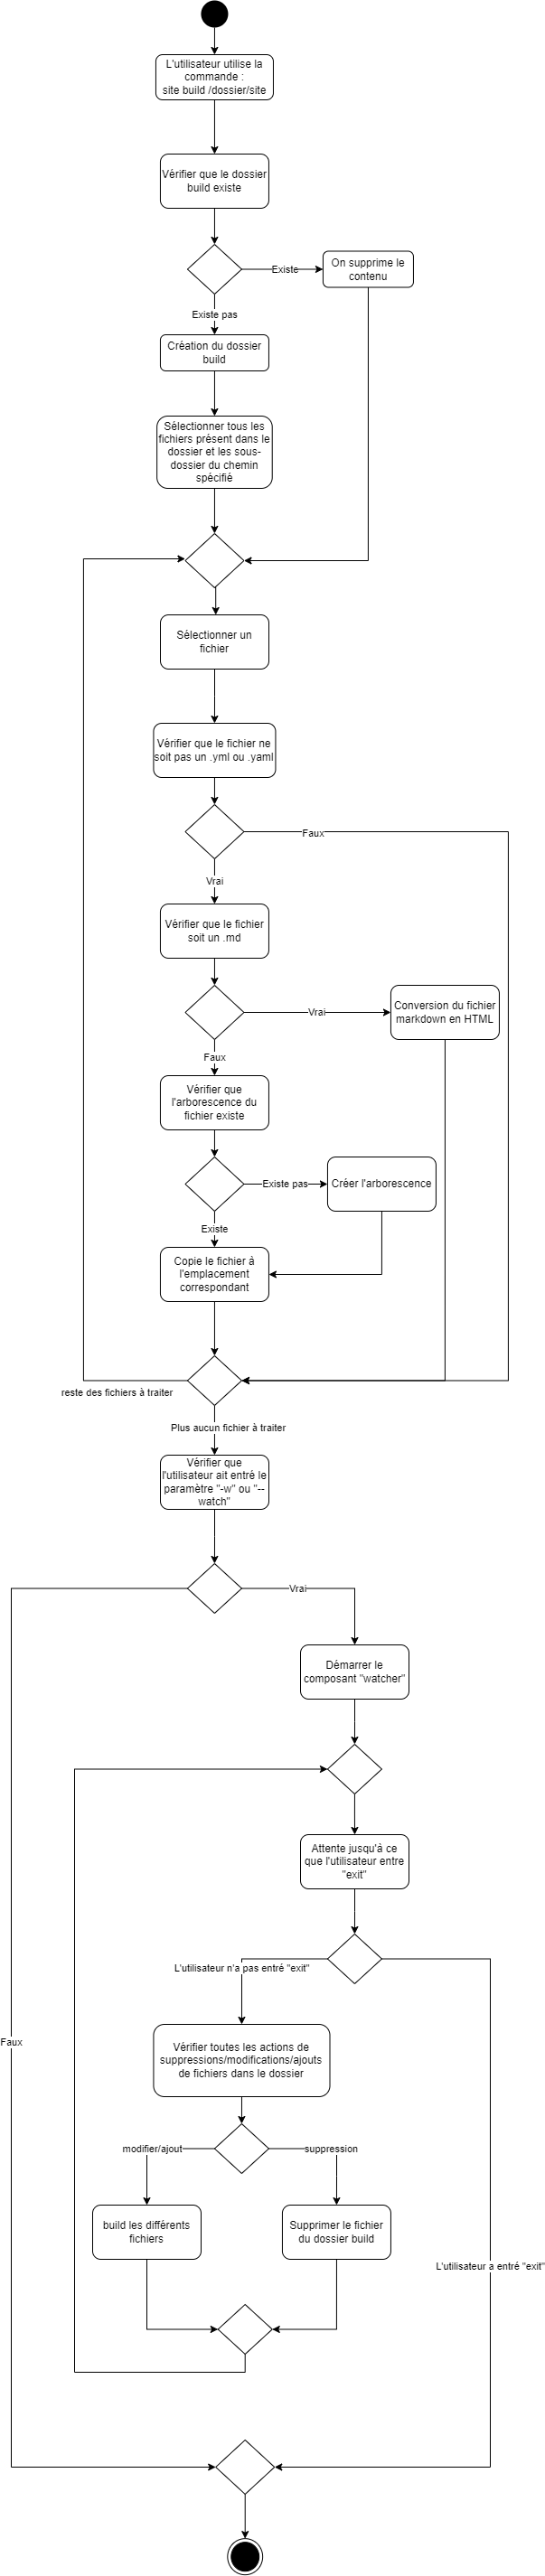 L'utilisateur utilise la
commande :
site build /dossier/site
Vérifier que le dossier
build existe
Existe
On supprime le
contenu
Existe pas
Création du dossier
build
Sélectionner tous les
fichiers présent dans le
dossier et les sous-
dossier du chemin
spécifié
Sélectionner un
fichier
Vérifier que le fichier ne
soit pas un .yml ou .yaml
Faux
Vrai
Vérifier que le fichier
soit un .md
Vrai
Conversion du fichier
markdown en HTML
Faux
Vérifier que
l'arborescence du
fichier existe
Existe pas
Créer l'arborescence
Existe
Copie le fichier à
l'emplacement
correspondant
reste des fichiers à traiter
Plus aucun fichier à traiter
Vérifier que
l'utilisateur ait entré le
paramètre "-w" ou "--
watch"
Vrai
Démarrer le
composant "watcher"
Attente jusqu'à ce
que l'utilisateur entre
"exit"
L'utilisateur n'a pas entré "exit"
Faux
Vérifier toutes les actions de
suppressions/modifications/ajouts
de fichiers dans le dossier
modifier/ajout
suppression
build les différents
fichiers
Supprimer le fichier
du dossier build
L'utilisateur a entré "exit"